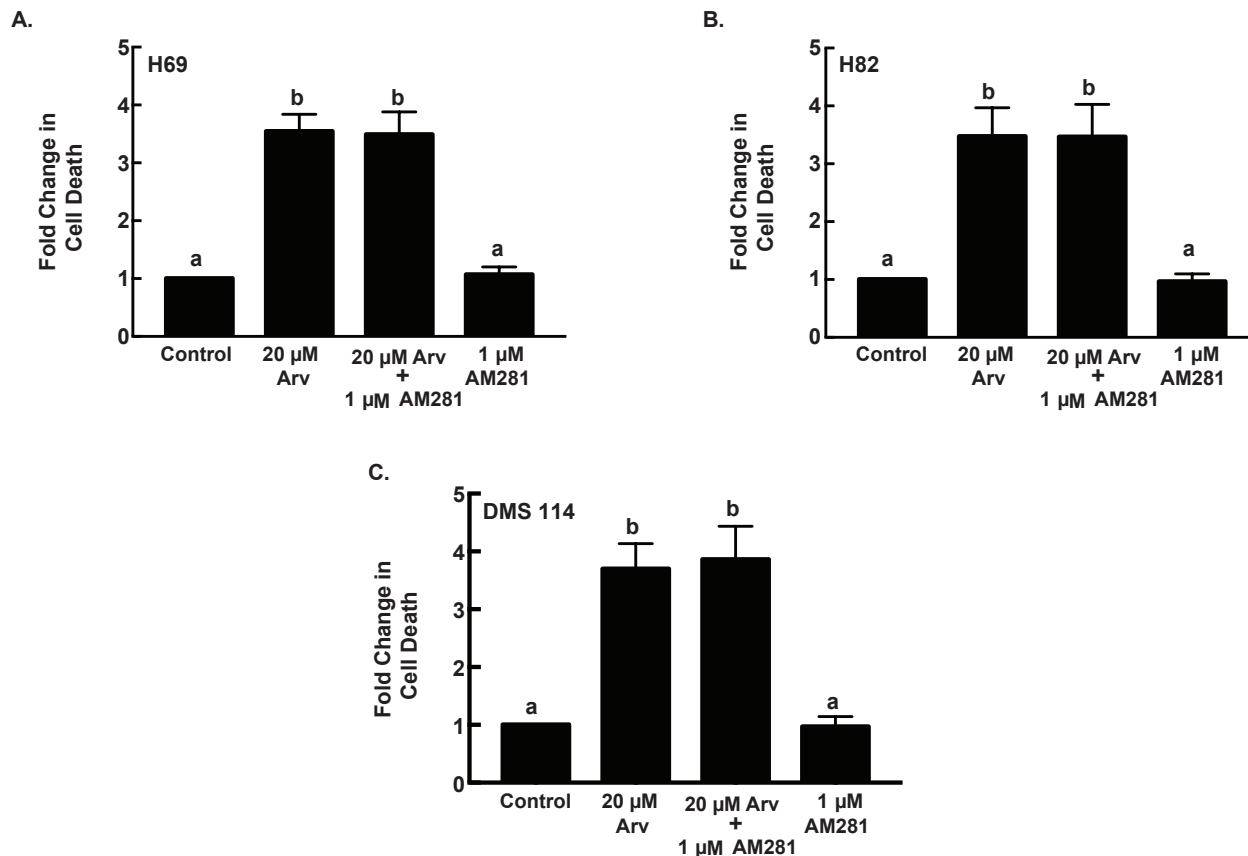 A.
H69
Fold Change in
Cell Death
5
4
3
2
1
0
a
b
b
a
Control
20 µM
Arv
20 µM Arv
+
1 µM AM281
1 µM
AM281
B.
H82
Fold Change in
Cell Death
5
4
3
2
1
0
a
b
b
a
Control
20 µM
Arv
20 µM Arv
+
1 µM AM281
1 µM
AM281
C.
DMS 114
Fold Change in
Cell Death
5
4
3
2
1
0
a
b
b
a
Control
20 µM
Arv
20 µM Arv
+
1 µM AM281
1 µM
AM281